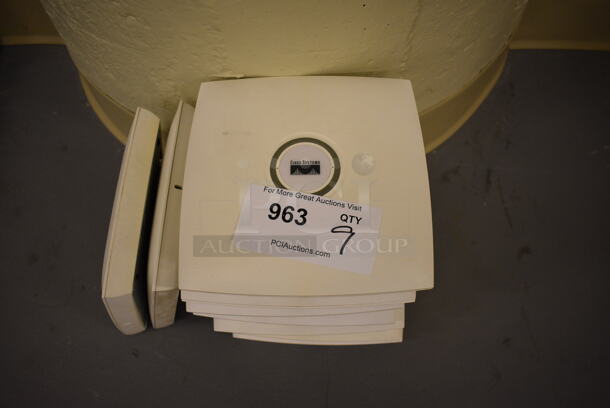 CISCO SYSTEMS
For More Great Auctions Visit
963 QTY
9
PCIAuctions.com
AUCTION GROUP